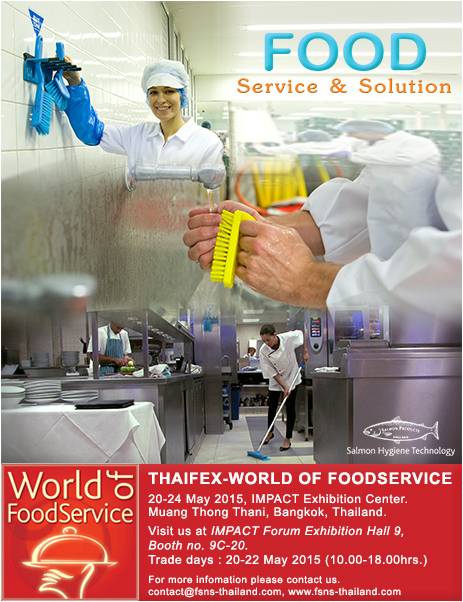 FOOD
Service & Solution
SALMON PRODUCTS
ENGLAND
Salmon Hygiene Technology
World of
FoodService
THAIFEX-WORLD OF FOODSERVICE
20-24 May 2015, IMPACT Exhibition Center.
Muang Thong Thani, Bangkok, Thailand.
Visit us at IMPACT Forum Exhibition Hall 9,
Booth no. 9C-20.
Trade days : 20-22 May 2015 (10.00-18.00hrs.)
For more infomation please contact us.
contact@fsns-thailand.com, www.fsns-thailand.com